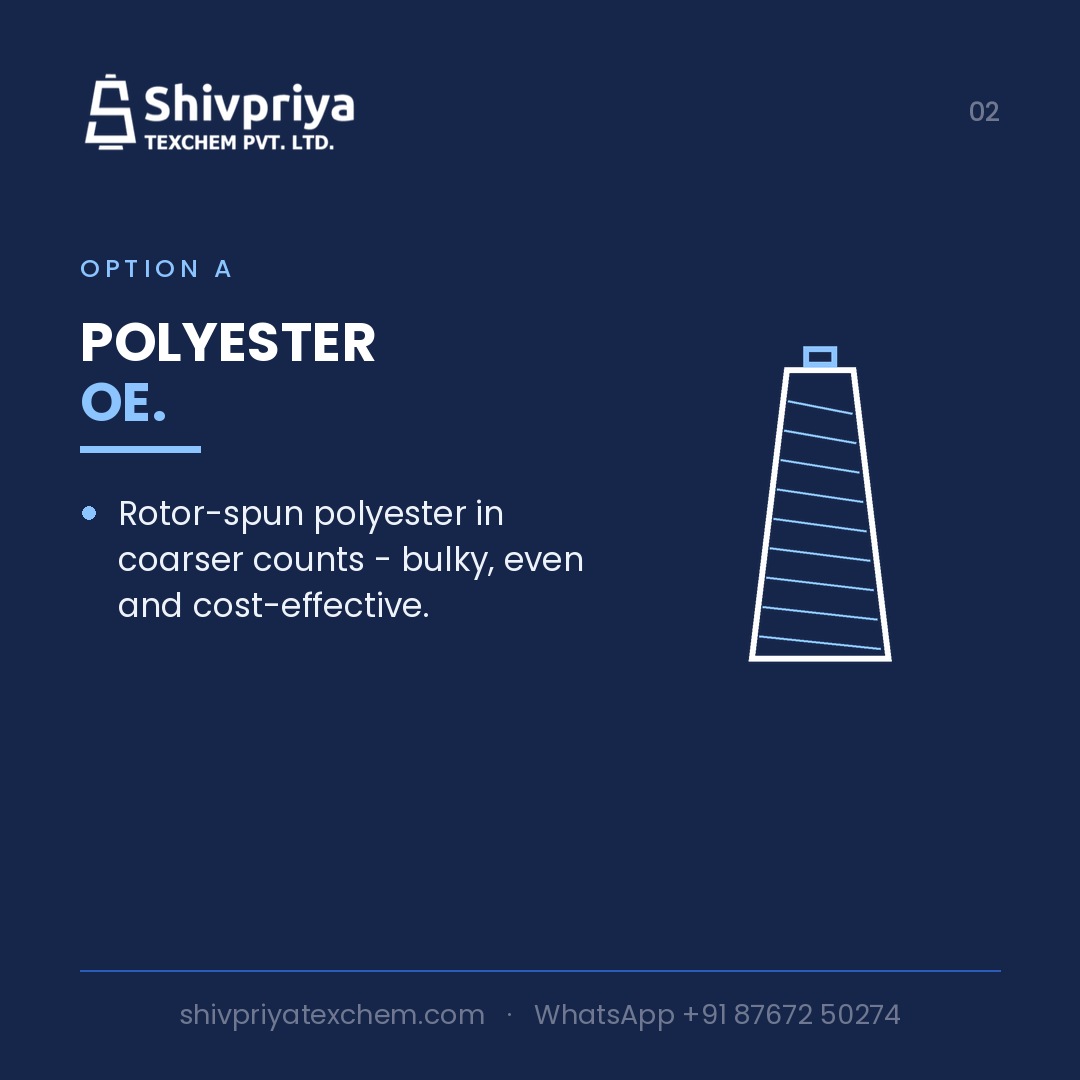 Shivpriya
TEXCHEM PVT. LTD.
02
OPTION A
POLYESTER
OE.
Rotor-spun polyester in
coarser counts - bulky, even
and cost-effective.
shivpriyatexchem.com · WhatsApp +91 87672 50274